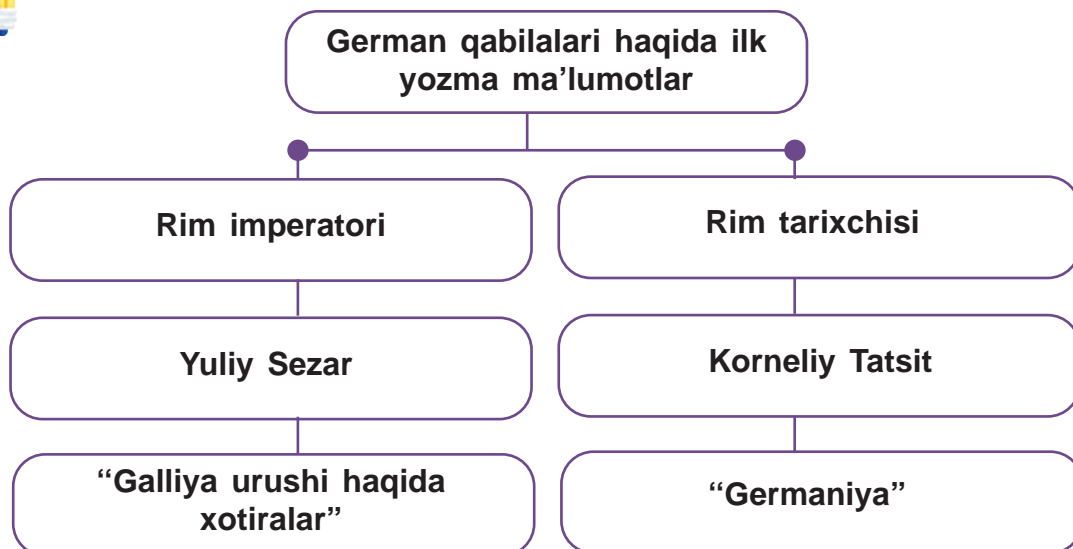 German qabilalari haqida ilk
yozma ma’lumotlar
Rim imperatori
Rim tarixchisi
Yuliy Sezar
Korneliy Tatsit
“Galliya urushi haqida
xotiralar”
“Germaniya”